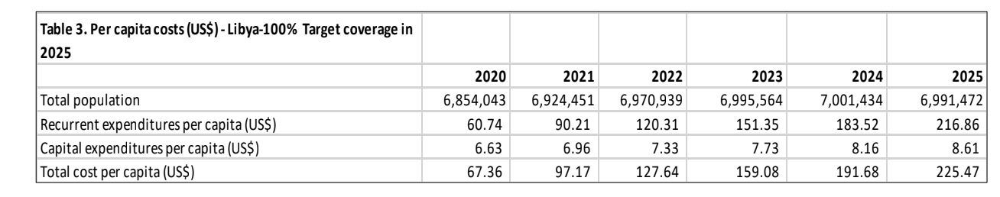 Table 3. Per capita costs (US$) - Libya-100% Target coverage in
2025
2020 2021 2022 2023 2024 2025
Total population 6,854,043 6,924,451 6,970,939 6,995,564 7,001,434 6,991,472
Recurrent expenditures per capita (US$) 60.74 90.21 120.31 151.35 183.52 216.86
Capital expenditures per capita (US$) 6.63 6.96 7.33 7.73 8.16 8.61
Total cost per capita (US$) 67.36 97.17 127.64 159.08 191.68 225.47